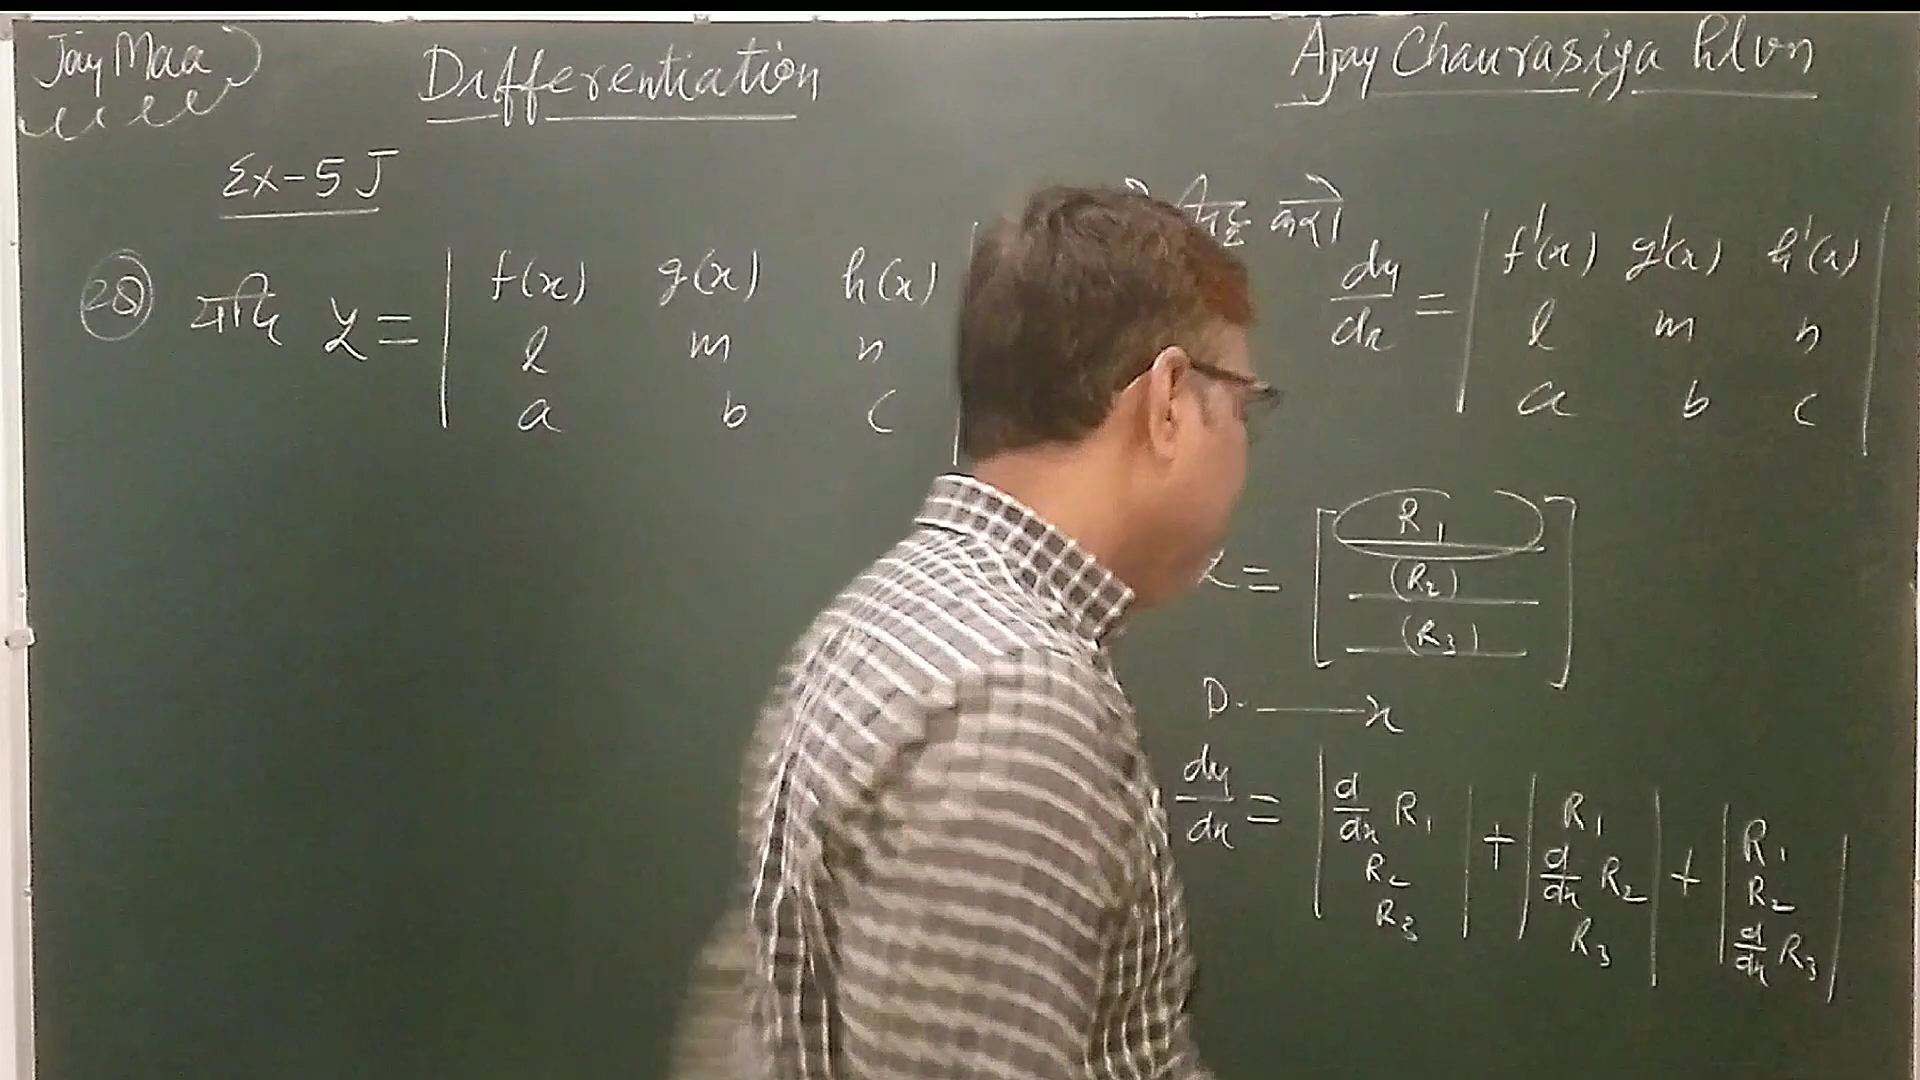 Jay Maa
Differentiation
Ajay Chaurasiya
Ex-5J
यदि y = | f(x) g(x) h(x) |
| l m n |
| a b c |
सिद्ध करो
dy/dx = | f'(x) g'(x) h'(x) |
| l m n |
| a b c |
= [ R₁ ]
[ (R₂) ]
[ (R₃) ]
D. ——— x
dy/dx = | d/dx R₁ | + | R₁ | + | R₁ |
| R₂ | | d/dx R₂ | | R₂ |
| R₃ | | R₃ | | d/dx R₃ |